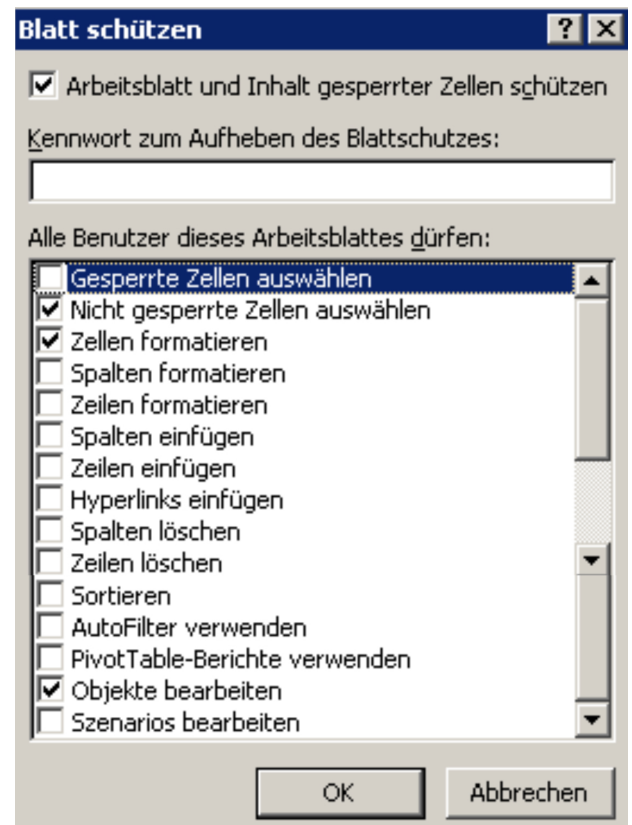 Blatt schützen
Arbeitsblatt und Inhalt gesperrter Zellen schützen
Kennwort zum Aufheben des Blattschutzes:
Alle Benutzer dieses Arbeitsblattes dürfen:
Gesperrte Zellen auswählen
Nicht gesperrte Zellen auswählen
Zellen formatieren
Spalten formatieren
Zeilen formatieren
Spalten einfügen
Zeilen einfügen
Hyperlinks einfügen
Spalten löschen
Zeilen löschen
Sortieren
AutoFilter verwenden
PivotTable-Berichte verwenden
Objekte bearbeiten
Szenarios bearbeiten
OK Abbrechen